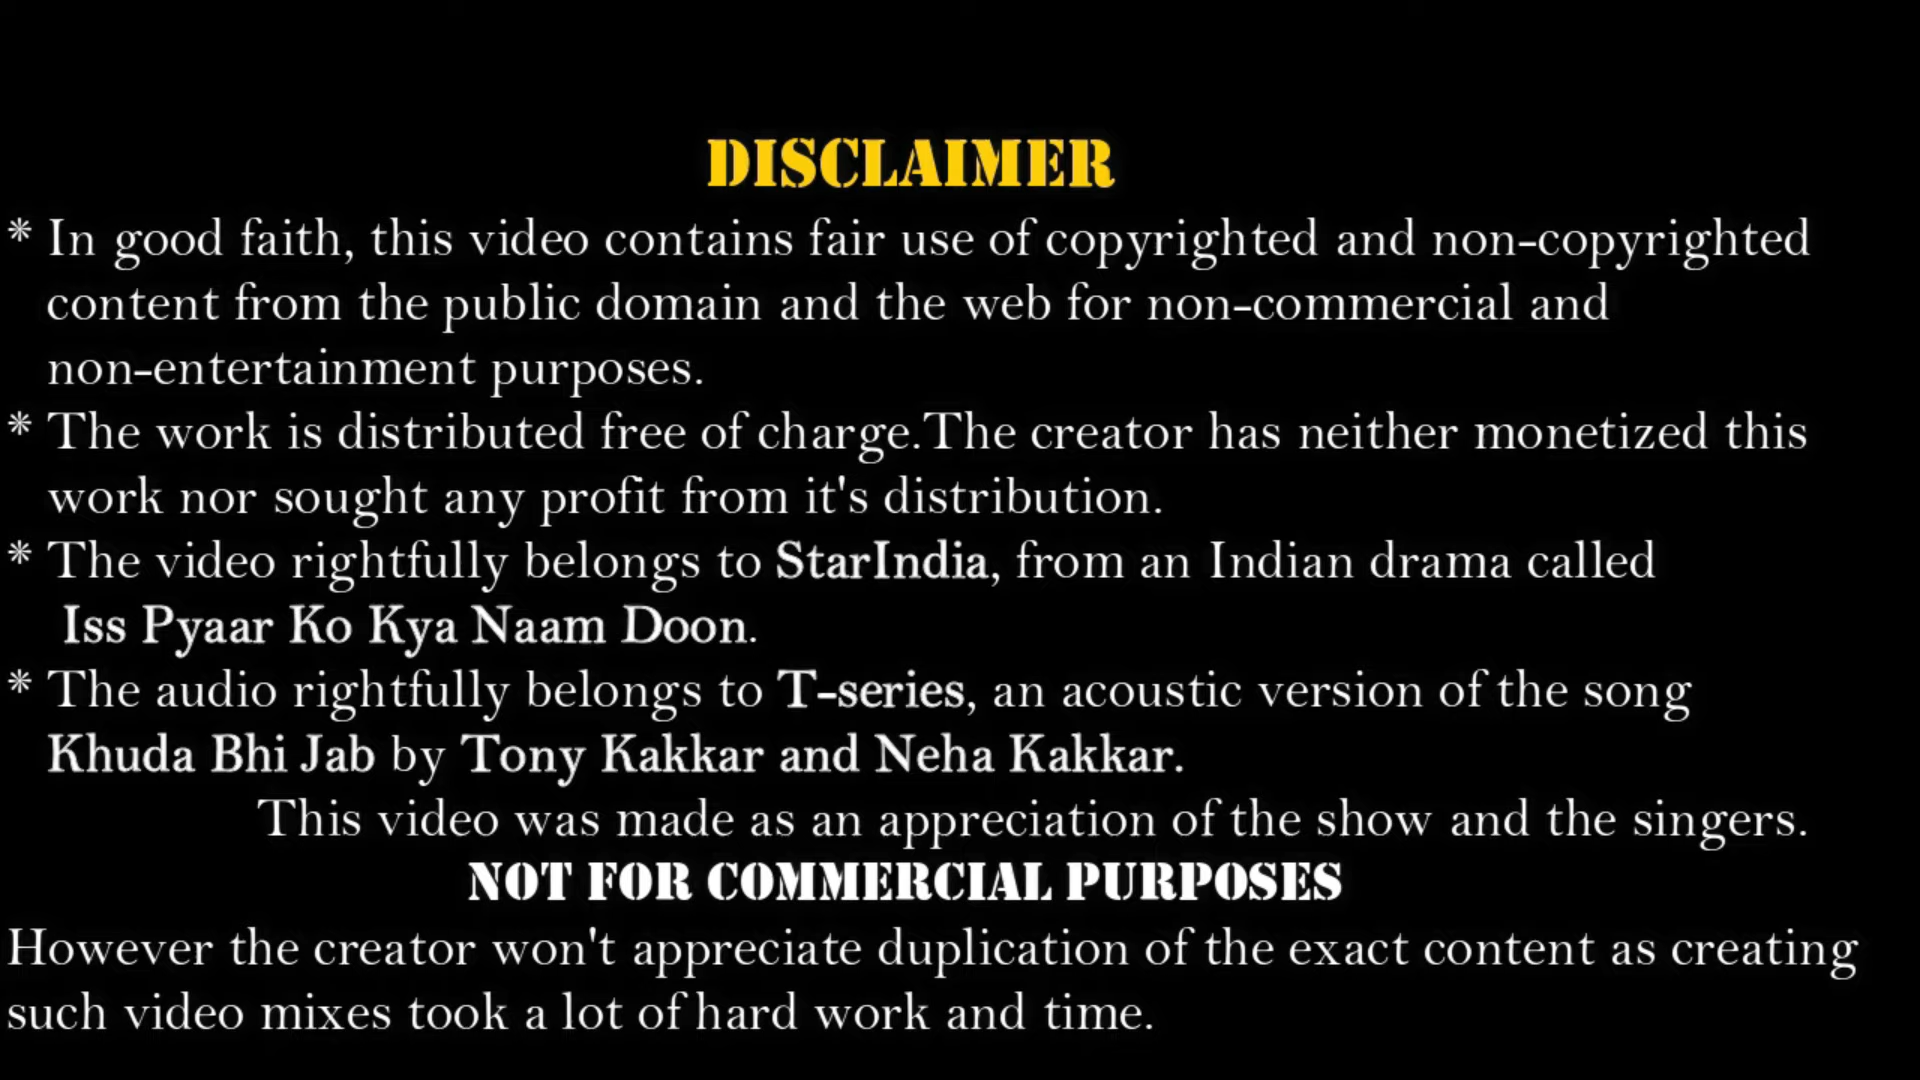 DISCLAIMER
* In good faith, this video contains fair use of copyrighted and non-copyrighted
content from the public domain and the web for non-commercial and
non-entertainment purposes.
* The work is distributed free of charge.The creator has neither monetized this
work nor sought any profit from it's distribution.
* The video rightfully belongs to StarIndia, from an Indian drama called
Iss Pyaar Ko Kya Naam Doon.
* The audio rightfully belongs to T-series, an acoustic version of the song
Khuda Bhi Jab by Tony Kakkar and Neha Kakkar.
This video was made as an appreciation of the show and the singers.
NOT FOR COMMERCIAL PURPOSES
However the creator won't appreciate duplication of the exact content as creating
such video mixes took a lot of hard work and time.